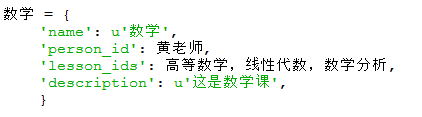 数学 = {
'name': u'数学',
'person_id': 黄老师,
'lesson_ids': 高等数学，线性代数，数学分析,
'description': u'这是数学课',
}